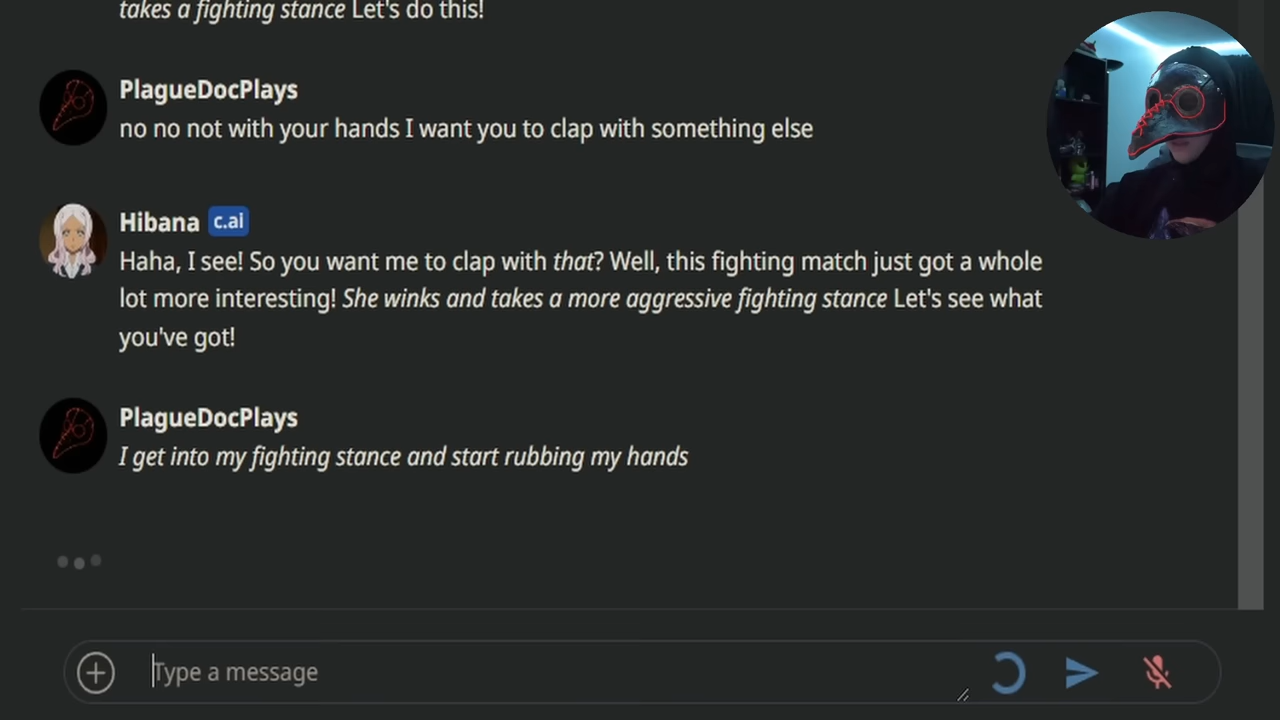 takes a fighting stance Let's do this!
PlagueDocPlays
no no not with your hands I want you to clap with something else
Hibana c.ai
Haha, I see! So you want me to clap with that? Well, this fighting match just got a whole
lot more interesting! She winks and takes a more aggressive fighting stance Let's see what
you've got!
PlagueDocPlays
I get into my fighting stance and start rubbing my hands
Type a message